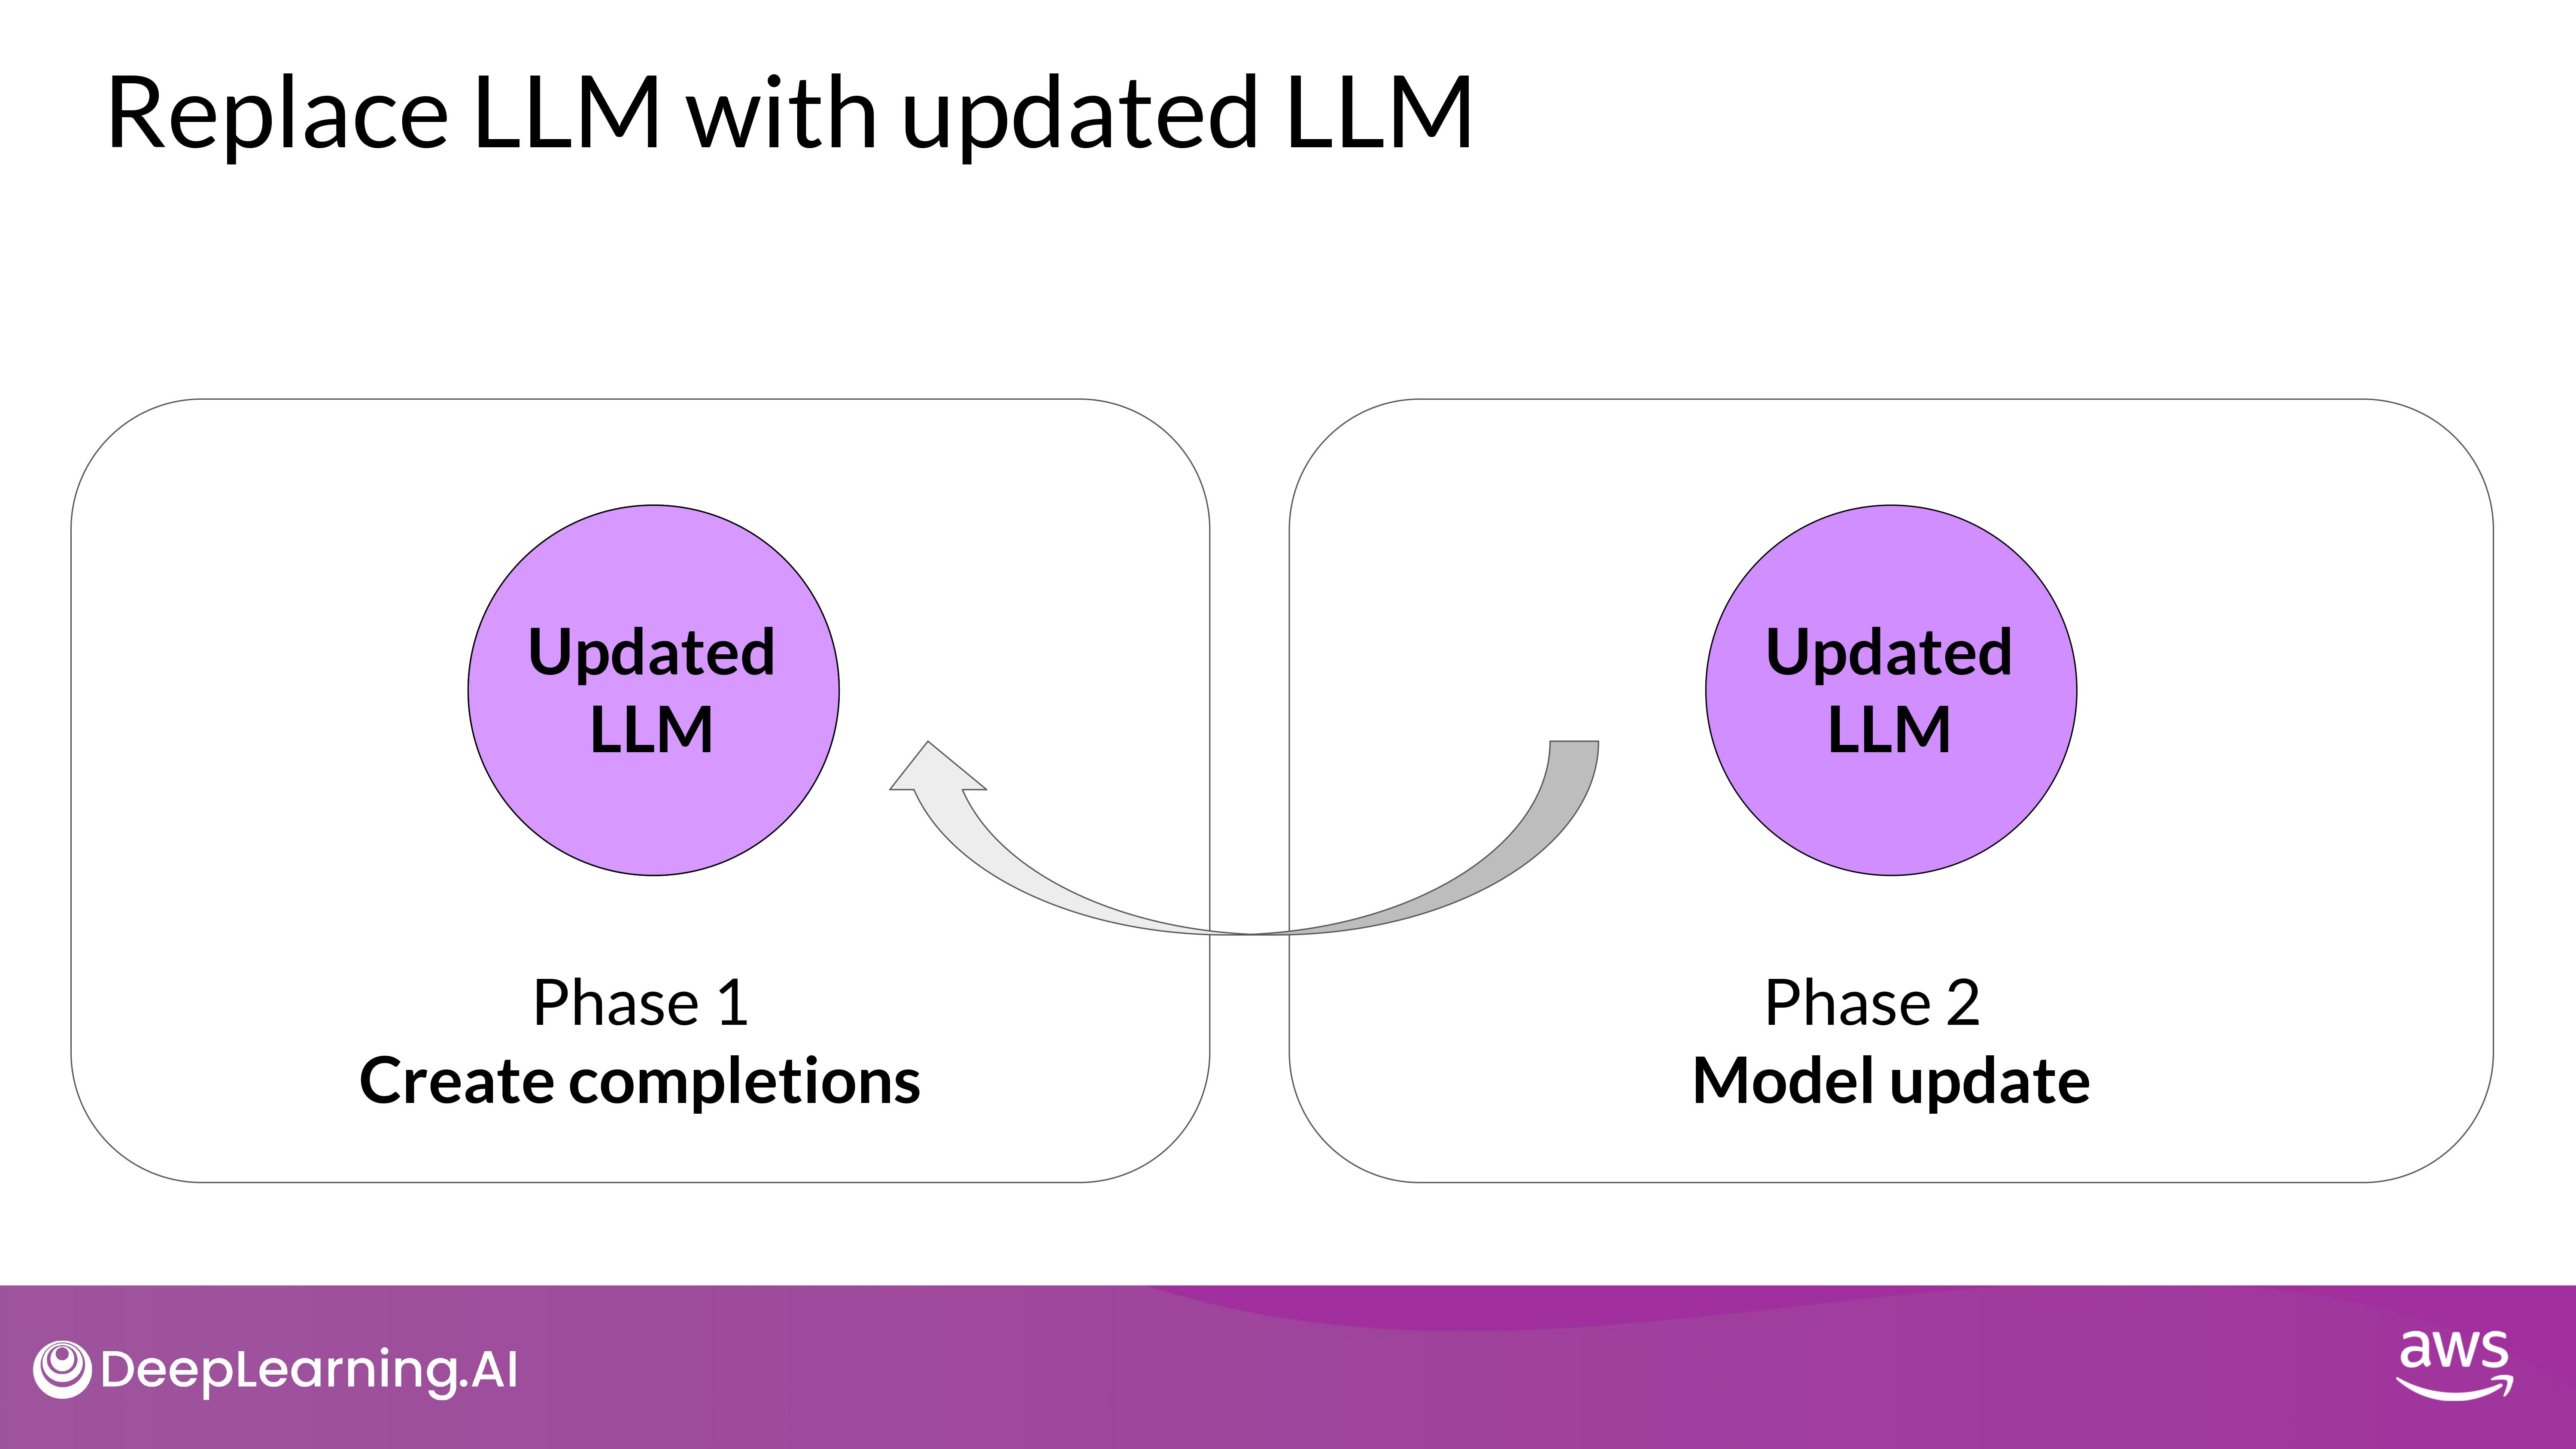 Replace LLM with updated LLM
Updated
LLM
Phase 1
Create completions
Updated
LLM
Phase 2
Model update
DeepLearning.AI
aws